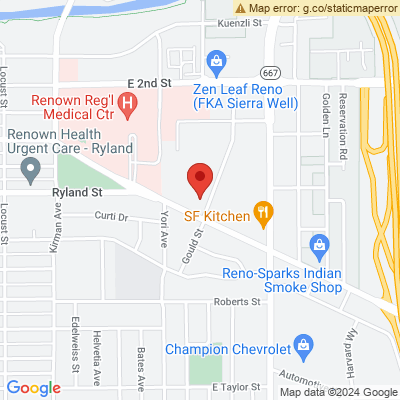 Map error: g.co/staticmaperror
Kuenzli St
E 2nd St
Zen Leaf Reno
(FKA Sierra Well)
667
Locust St
Renown Reg'l
Medical Ctr
H
Golden Ln
Reservation Rd
Renown Health
Urgent Care - Ryland
Ryland St
Kirman Ave
Curti Dr
Yori Ave
Gould St
SF Kitchen
Locust St
Reno-Sparks Indian
Smoke Shop
Roberts St
Edelweiss St
Helvetia Ave
Bates Ave
Champion Chevrolet
Harvard Wy
Automotive
E Taylor St
Google
Map data ©2024 Google